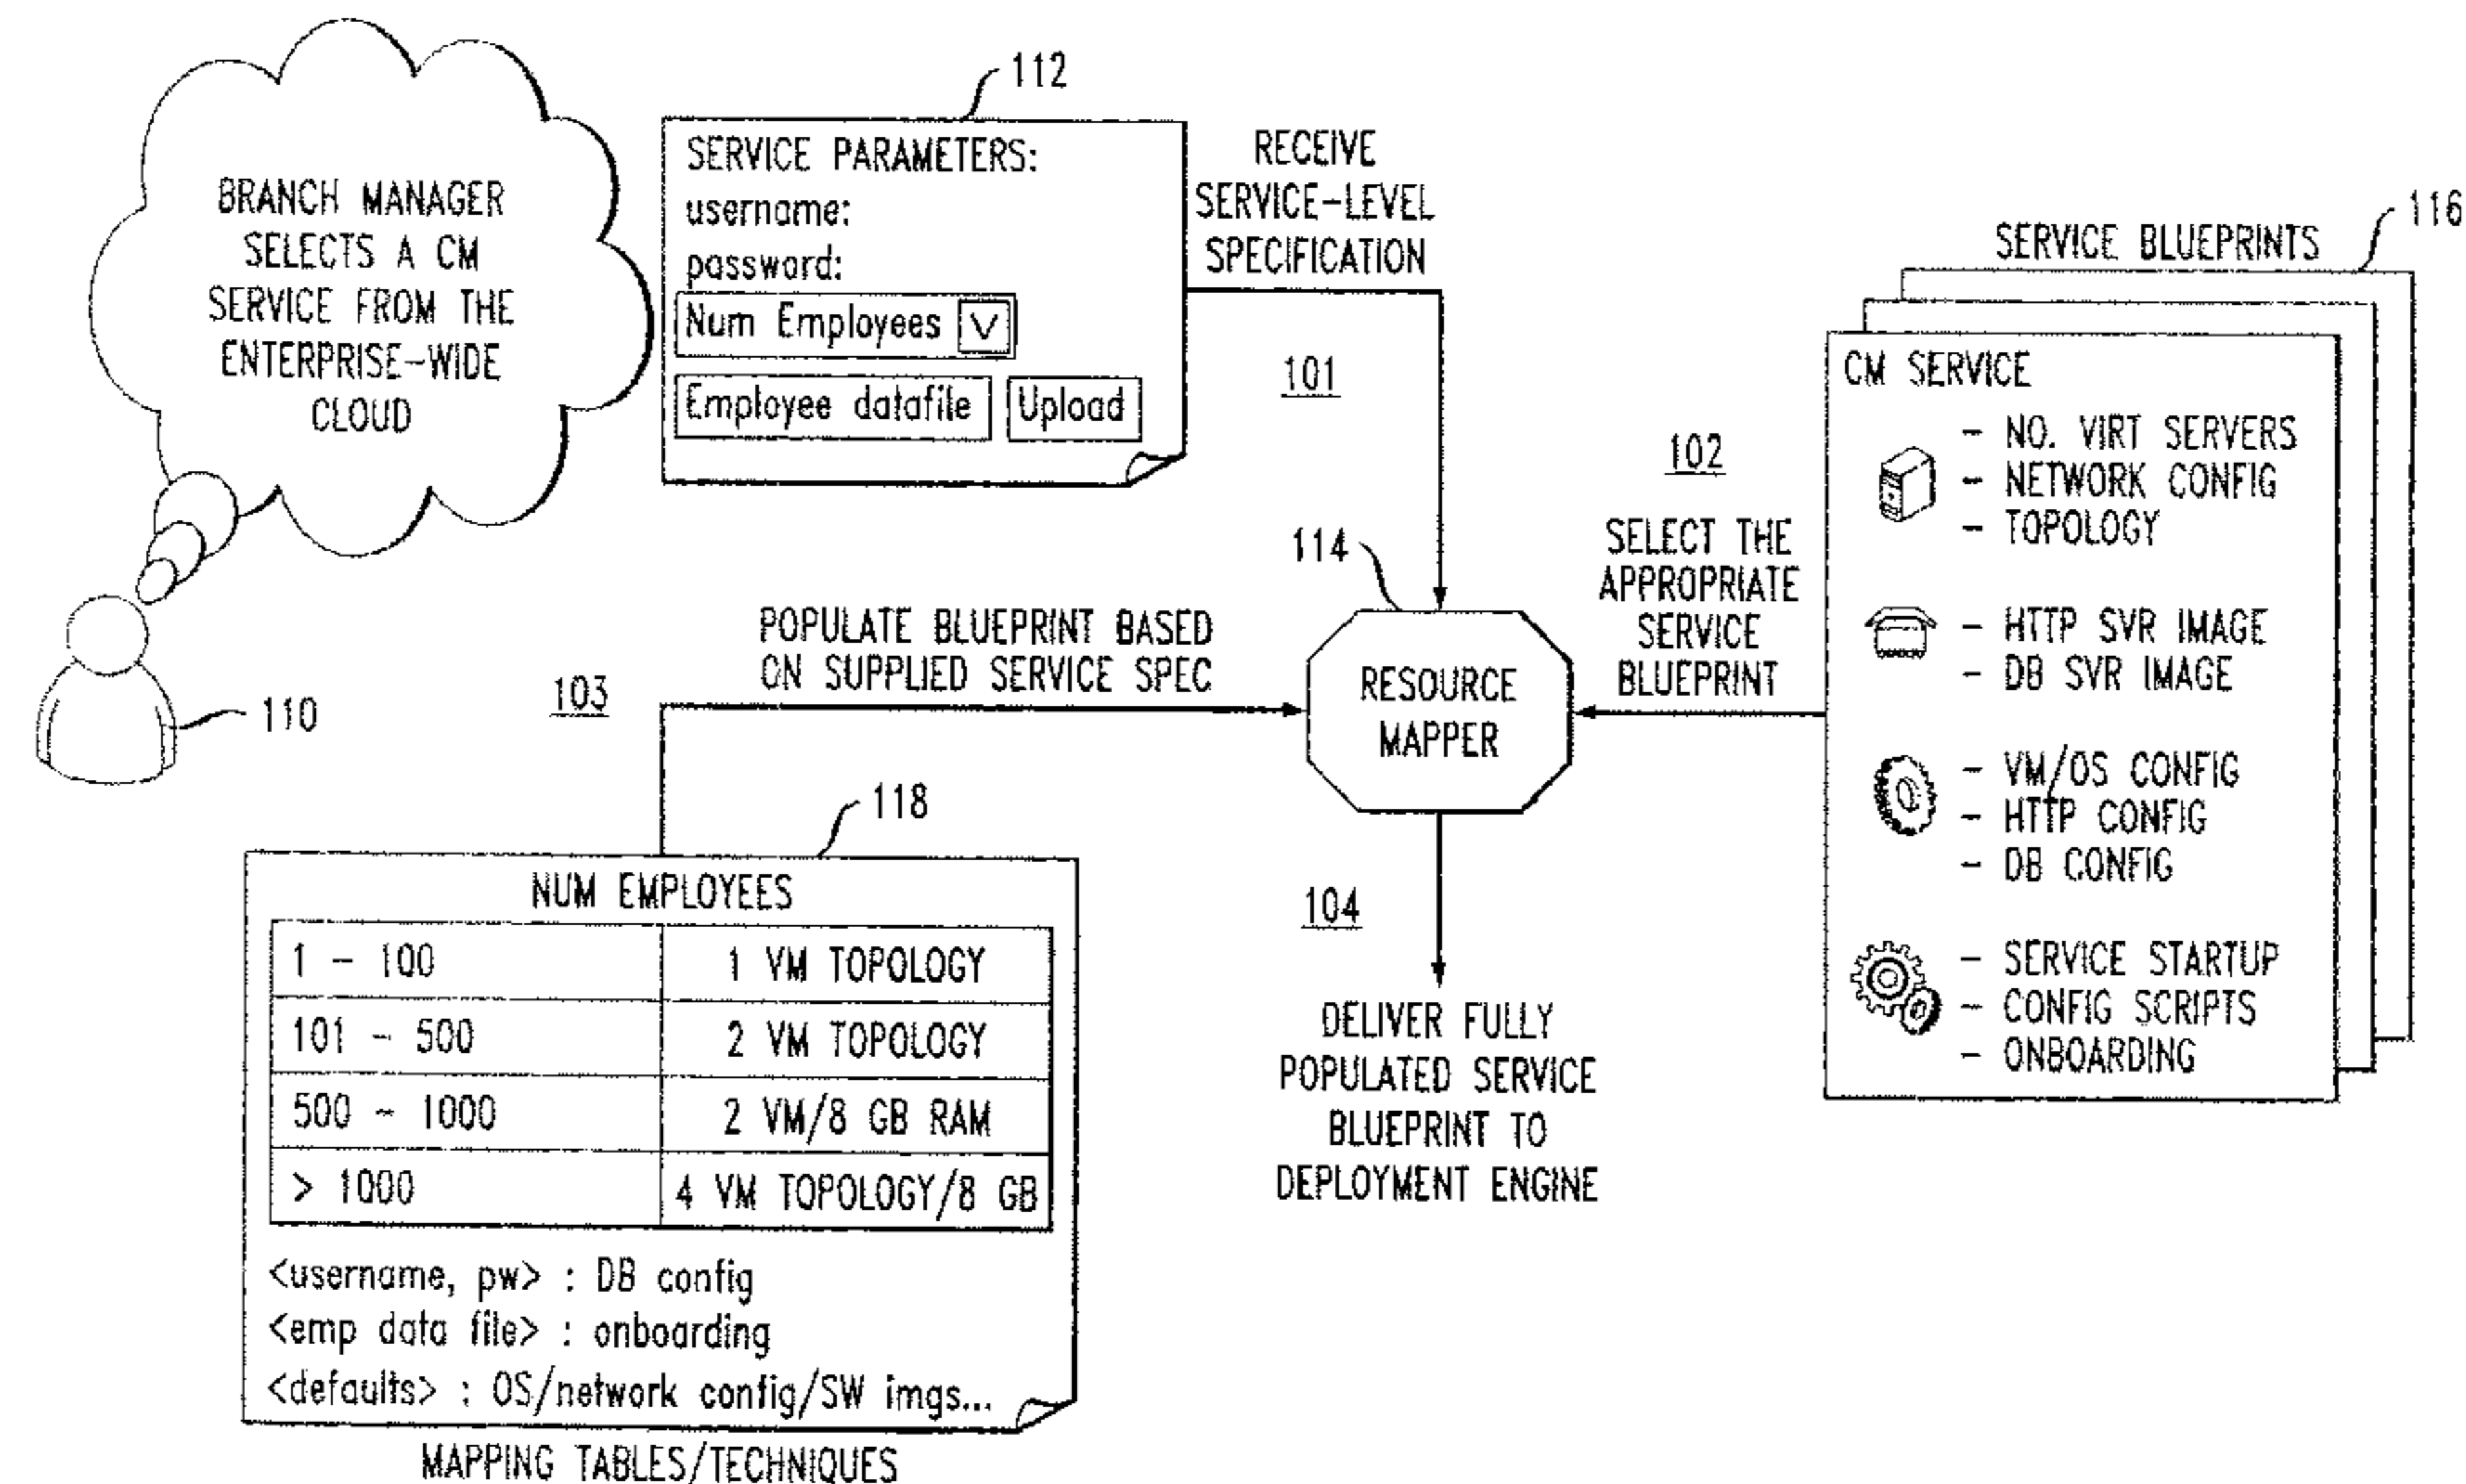 BRANCH MANAGER
SELECTS A CM
SERVICE FROM THE
ENTERPRISE-WIDE
CLOUD
110
112
SERVICE PARAMETERS:
username:
password:
Num Employees V
Employee datafile Upload
RECEIVE
SERVICE-LEVEL
SPECIFICATION
101
102
SELECT THE
APPROPRIATE
SERVICE
BLUEPRINT
116
SERVICE BLUEPRINTS
CM SERVICE
- NO. VIRT SERVERS
- NETWORK CONFIG
- TOPOLOGY
- HTTP SVR IMAGE
- DB SVR IMAGE
- VM/OS CONFIG
- HTTP CONFIG
- DB CONFIG
- SERVICE STARTUP
- CONFIG SCRIPTS
- ONBOARDING
114
RESOURCE
MAPPER
POPULATE BLUEPRINT BASED
ON SUPPLIED SERVICE SPEC
103
118
NUM EMPLOYEES
1 - 100 1 VM TOPOLOGY
101 - 500 2 VM TOPOLOGY
500 - 1000 2 VM/8 GB RAM
> 1000 4 VM TOPOLOGY/8 GB
<username, pw> : DB config
<emp data file> : onboarding
<defaults> : OS/network config/SW imgs...
MAPPING TABLES/TECHNIQUES
104
DELIVER FULLY
POPULATED SERVICE
BLUEPRINT TO
DEPLOYMENT ENGINE